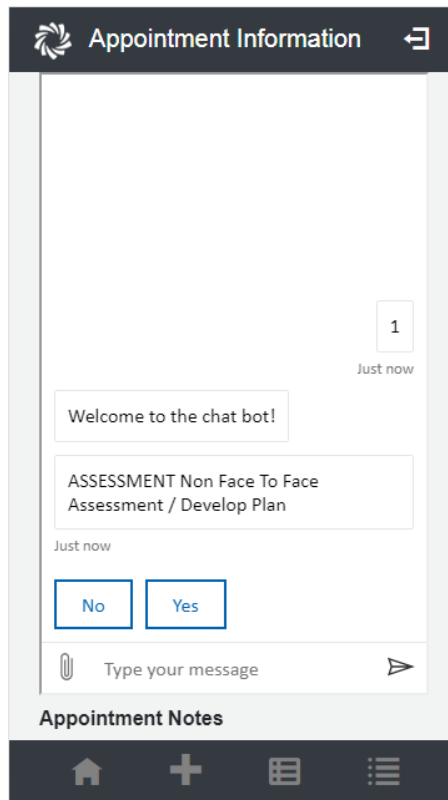 Appointment Information
1
Just now
Welcome to the chat bot!
ASSESSMENT Non Face To Face
Assessment / Develop Plan
Just now
No
Yes
Type your message
Appointment Notes